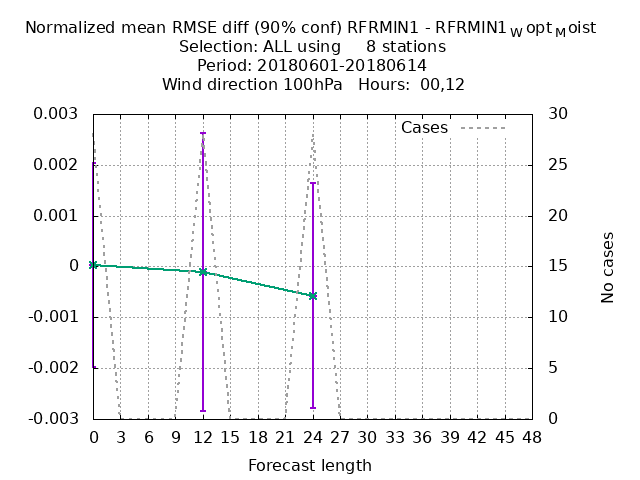 Normalized mean RMSE diff (90% conf) RFRMIN1 - RFRMIN1WoptMoist
Selection: ALL using     8 stations
Period: 20180601-20180614
Wind direction 100hPa   Hours:  00,12
Cases
0.003
0.002
0.001
0
-0.001
-0.002
-0.003
30
25
20
15
10
5
0
No cases
0 3 6 9 12 15 18 21 24 27 30 33 36 39 42 45 48
Forecast length